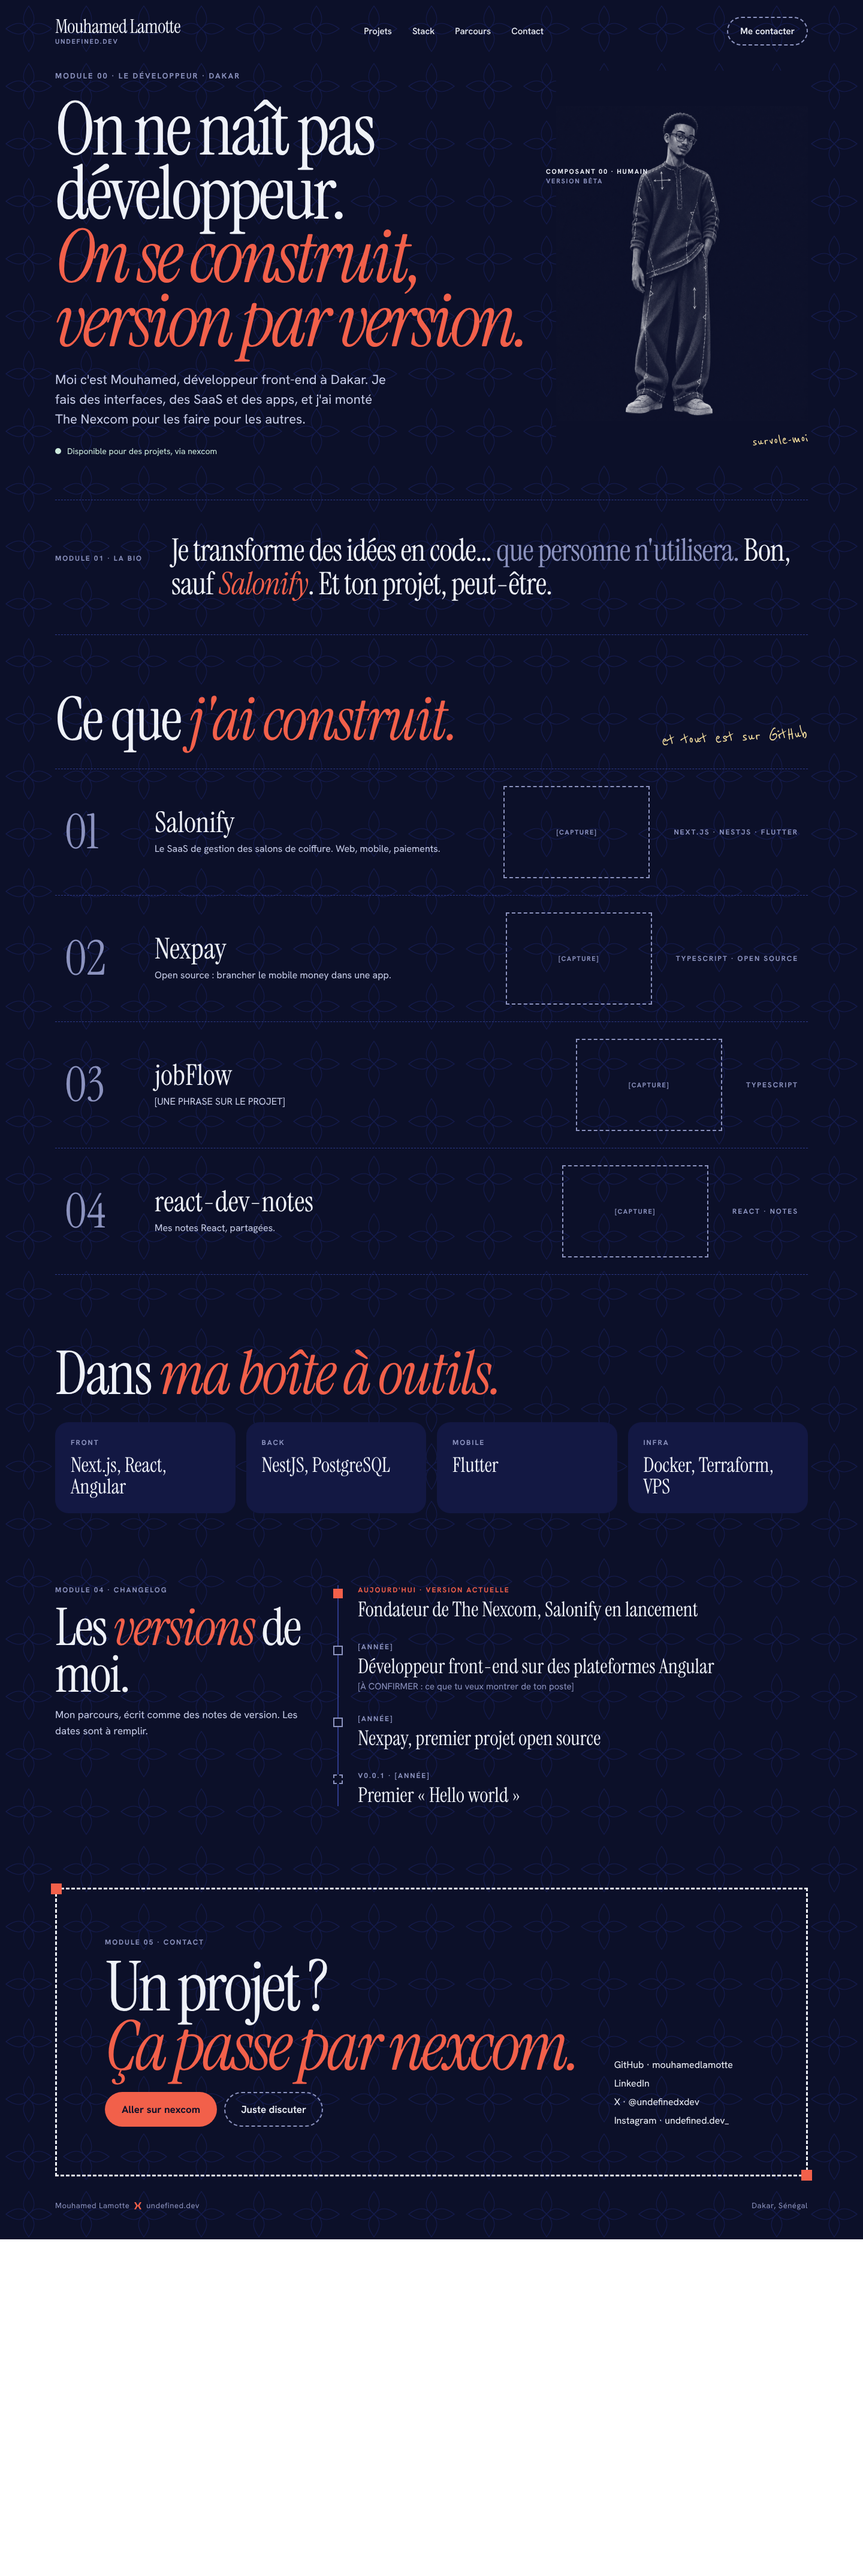 Mouhamed Lamotte
UNDEFINED.DEV
Projets
Stack
Parcours
Contact
Me contacter
MODULE 00 · LE DÉVELOPPEUR · DAKAR
On ne naît pas
développeur.
On se construit,
version par version.
Moi c'est Mouhamed, développeur front-end à Dakar. Je
fais des interfaces, des SaaS et des apps, et j'ai monté
The Nexcom pour les faire pour les autres.
Disponible pour des projets, via nexcom
COMPOSANT 00 · HUMAIN
VERSION BÊTA
survole-moi
MODULE 01 · LA BIO
Je transforme des idées en code... que personne n'utilisera. Bon,
sauf Salonify. Et ton projet, peut-être.
Ce que j'ai construit.
et tout est sur GitHub
01
Salonify
Le SaaS de gestion des salons de coiffure. Web, mobile, paiements.
[CAPTURE]
NEXT.JS · NESTJS · FLUTTER
02
Nexpay
Open source : brancher le mobile money dans une app.
[CAPTURE]
TYPESCRIPT · OPEN SOURCE
03
jobFlow
[UNE PHRASE SUR LE PROJET]
[CAPTURE]
TYPESCRIPT
04
react-dev-notes
Mes notes React, partagées.
[CAPTURE]
REACT · NOTES
Dans ma boîte à outils.
FRONT
Next.js, React,
Angular
BACK
NestJS, PostgreSQL
MOBILE
Flutter
INFRA
Docker, Terraform,
VPS
MODULE 04 · CHANGELOG
Les versions de
moi.
Mon parcours, écrit comme des notes de version. Les
dates sont à remplir.
AUJOURD'HUI · VERSION ACTUELLE
Fondateur de The Nexcom, Salonify en lancement
[ANNÉE]
Développeur front-end sur des plateformes Angular
[À CONFIRMER : ce que tu veux montrer de ton poste]
[ANNÉE]
Nexpay, premier projet open source
V0.0.1 · [ANNÉE]
Premier « Hello world »
MODULE 05 · CONTACT
Un projet ?
Ça passe par nexcom.
Aller sur nexcom
Juste discuter
GitHub · mouhamedlamotte
LinkedIn
X · @undefinedxdev
Instagram · undefined.dev_
Mouhamed Lamotte
undefined.dev
Dakar, Sénégal